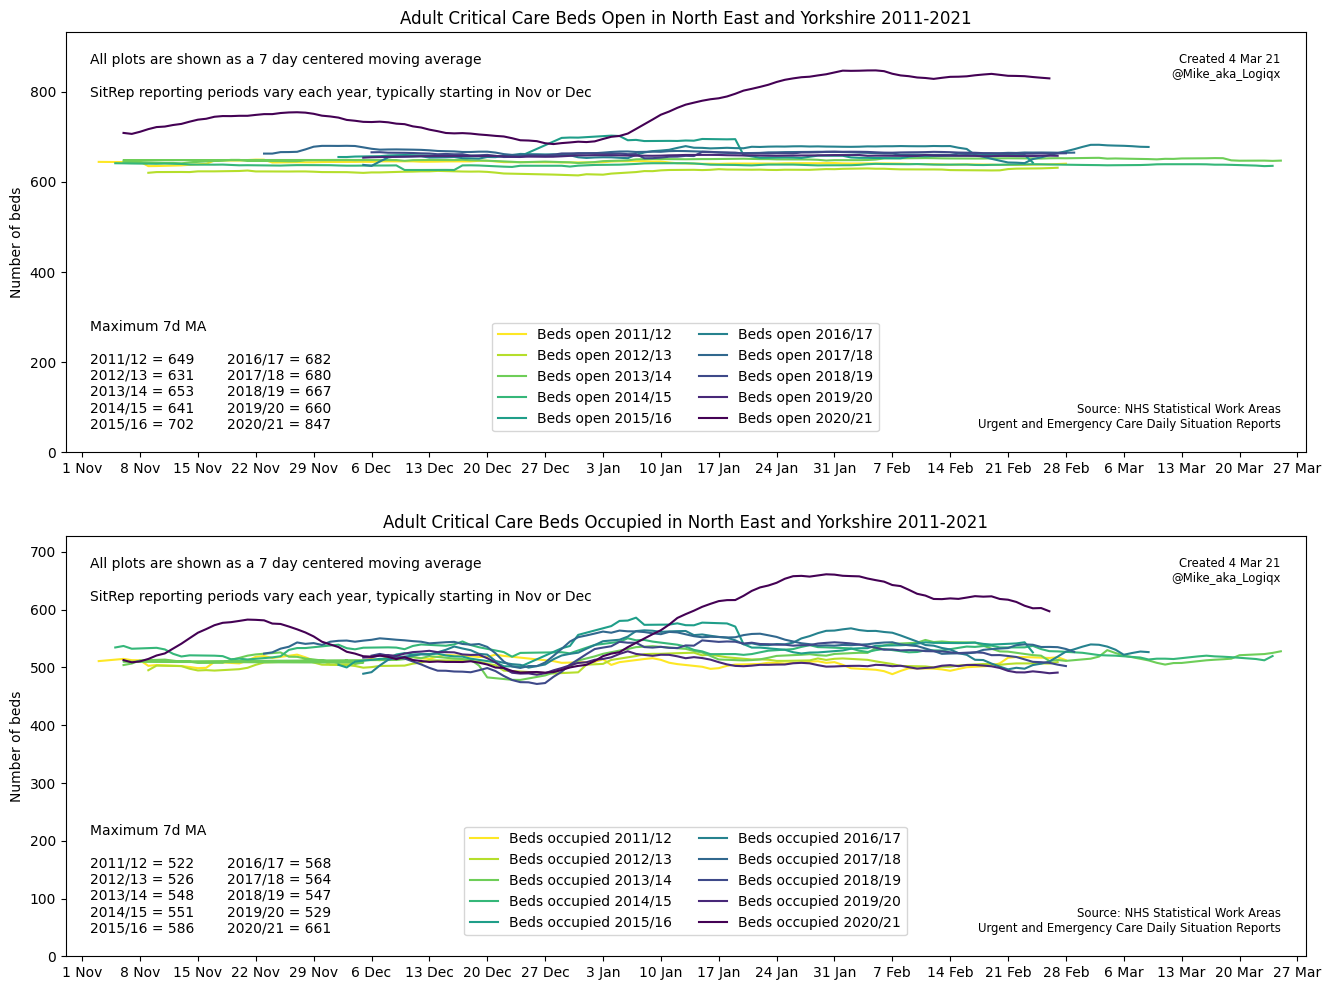 Adult Critical Care Beds Open in North East and Yorkshire 2011-2021
All plots are shown as a 7 day centered moving average
Created 4 Mar 21
@Mike_aka_Logiqx
SitRep reporting periods vary each year, typically starting in Nov or Dec
Number of beds
800
600
400
200
0
Maximum 7d MA
2011/12 = 649 2016/17 = 682
2012/13 = 631 2017/18 = 680
2013/14 = 653 2018/19 = 667
2014/15 = 641 2019/20 = 660
2015/16 = 702 2020/21 = 847
Beds open 2011/12 Beds open 2016/17
Beds open 2012/13 Beds open 2017/18
Beds open 2013/14 Beds open 2018/19
Beds open 2014/15 Beds open 2019/20
Beds open 2015/16 Beds open 2020/21
Source: NHS Statistical Work Areas
Urgent and Emergency Care Daily Situation Reports
1 Nov 8 Nov 15 Nov 22 Nov 29 Nov 6 Dec 13 Dec 20 Dec 27 Dec 3 Jan 10 Jan 17 Jan 24 Jan 31 Jan 7 Feb 14 Feb 21 Feb 28 Feb 6 Mar 13 Mar 20 Mar 27 Mar
Adult Critical Care Beds Occupied in North East and Yorkshire 2011-2021
All plots are shown as a 7 day centered moving average
Created 4 Mar 21
@Mike_aka_Logiqx
SitRep reporting periods vary each year, typically starting in Nov or Dec
Number of beds
700
600
500
400
300
200
100
0
Maximum 7d MA
2011/12 = 522 2016/17 = 568
2012/13 = 526 2017/18 = 564
2013/14 = 548 2018/19 = 547
2014/15 = 551 2019/20 = 529
2015/16 = 586 2020/21 = 661
Beds occupied 2011/12 Beds occupied 2016/17
Beds occupied 2012/13 Beds occupied 2017/18
Beds occupied 2013/14 Beds occupied 2018/19
Beds occupied 2014/15 Beds occupied 2019/20
Beds occupied 2015/16 Beds occupied 2020/21
Source: NHS Statistical Work Areas
Urgent and Emergency Care Daily Situation Reports
1 Nov 8 Nov 15 Nov 22 Nov 29 Nov 6 Dec 13 Dec 20 Dec 27 Dec 3 Jan 10 Jan 17 Jan 24 Jan 31 Jan 7 Feb 14 Feb 21 Feb 28 Feb 6 Mar 13 Mar 20 Mar 27 Mar